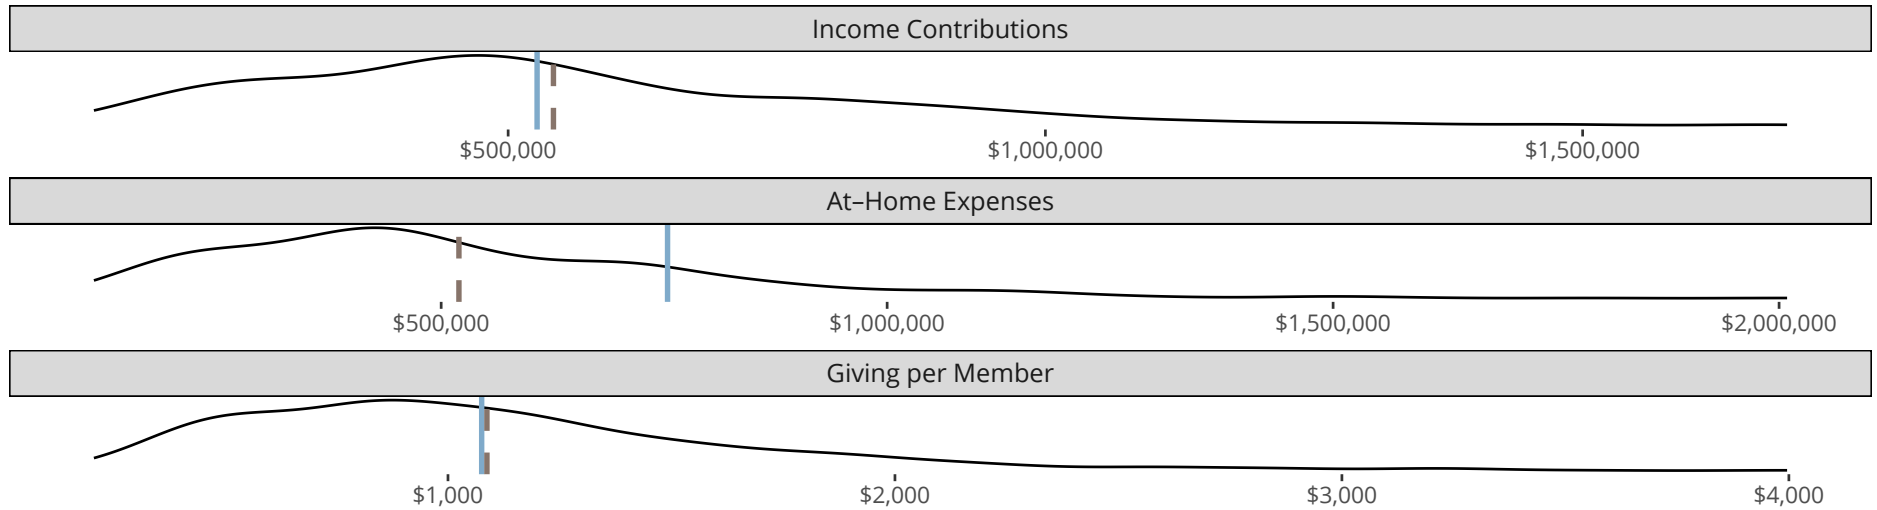 Income Contributions
$500,000 $1,000,000 $1,500,000
At–Home Expenses
$500,000 $1,000,000 $1,500,000 $2,000,000
Giving per Member
$1,000 $2,000 $3,000 $4,000